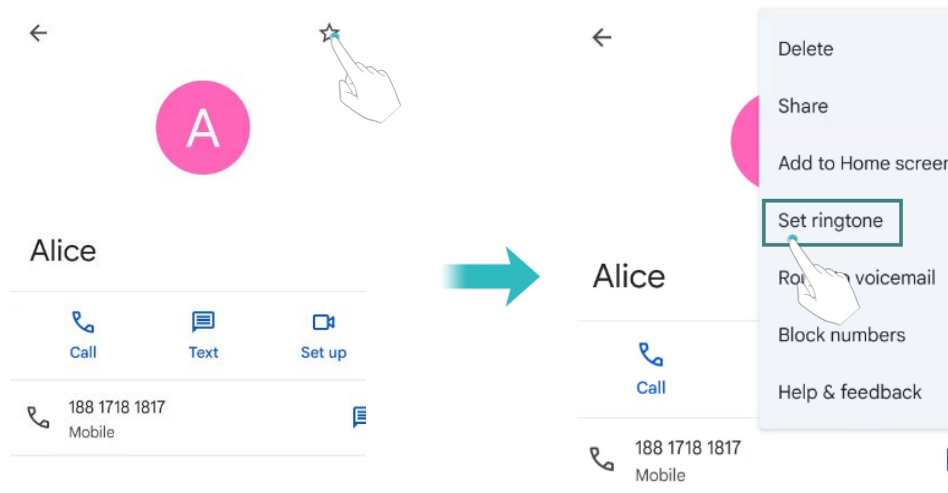 A
Alice
Call
Text
Set up
188 1718 1817
Mobile
Delete
Share
Add to Home screen
Set ringtone
voicemail
Block numbers
Help & feedback
Alice
Call
188 1718 1817
Mobile